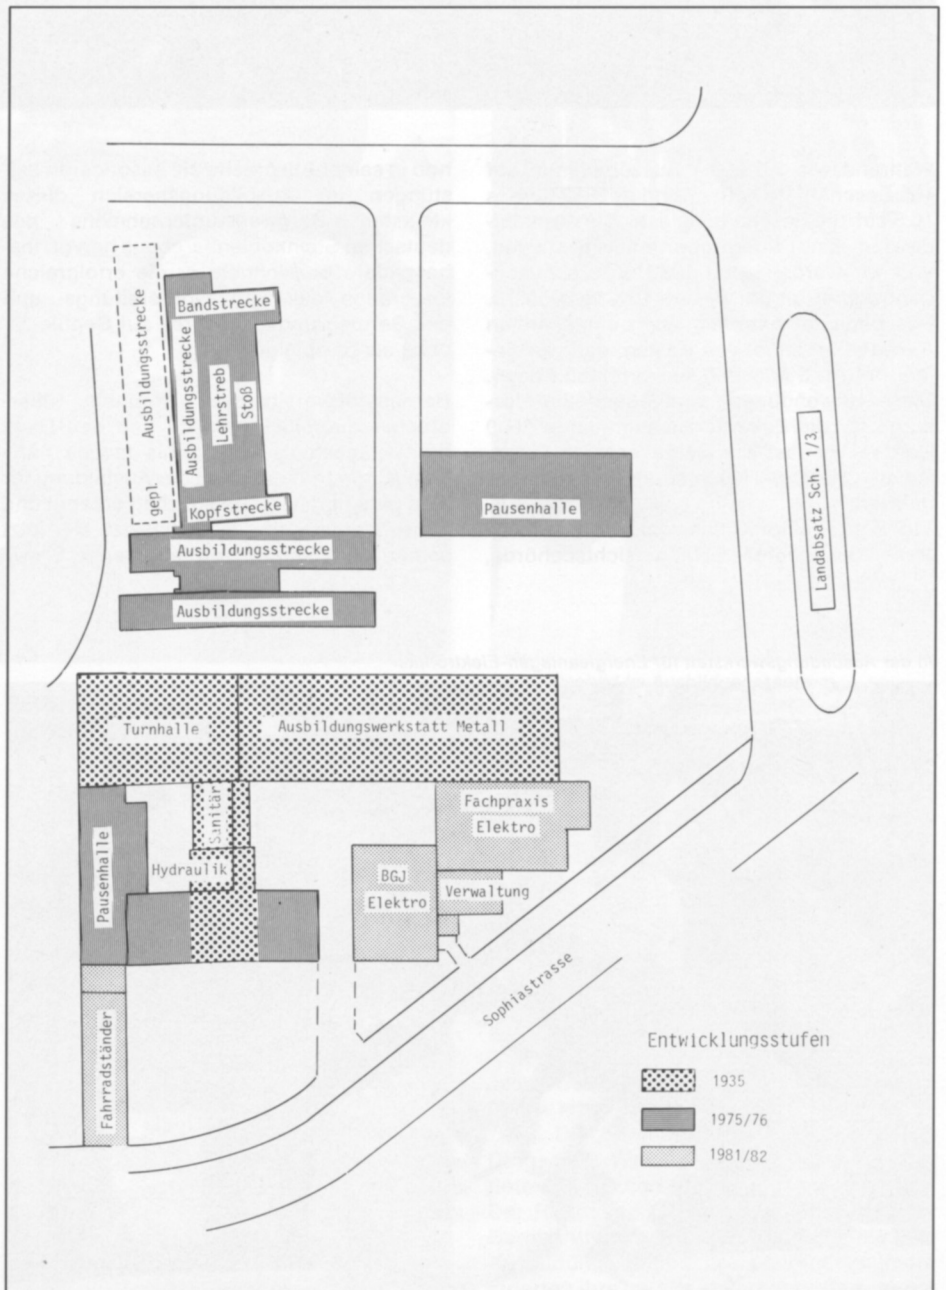 Bandstrecke
gepl. Ausbildungsstrecke
Ausbildungsstrecke
Lehrstreb
Stoß
Kopfstrecke
Pausenhalle
Landabsatz Sch. 1/3
Ausbildungsstrecke
Ausbildungsstrecke
Turnhalle
Ausbildungswerkstatt Metall
Sanitär
Fachpraxis
Elektro
Pausenhalle
Hydraulik
BGJ
Elektro
Verwaltung
Sophiastrasse
Fahrradständer
Entwicklungsstufen
1935
1975/76
1981/82